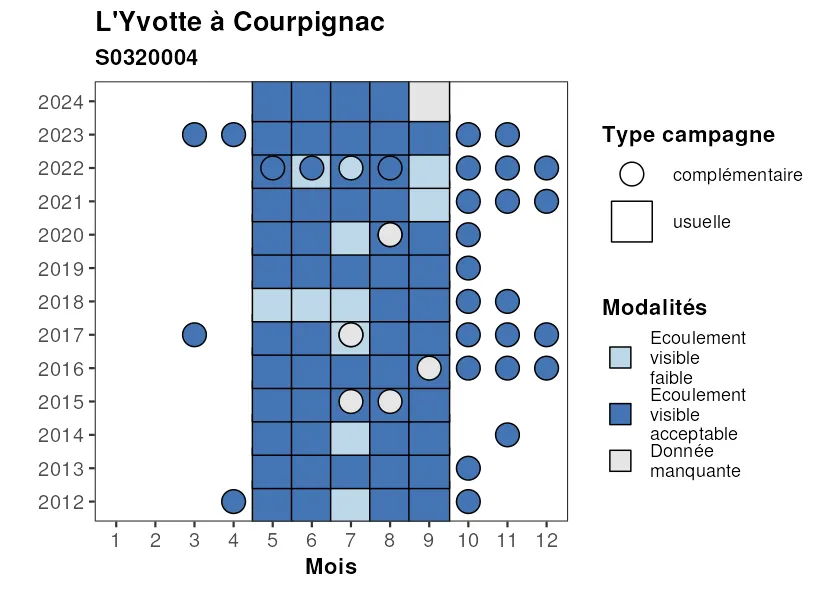 L'Yvotte à Courpignac
S0320004
2024
2023
2022
2021
2020
2019
2018
2017
2016
2015
2014
2013
2012
1 2 3 4 5 6 7 8 9 10 11 12
Mois
Type campagne
complémentaire
usuelle
Modalités
Ecoulement
visible
faible
Ecoulement
visible
acceptable
Donnée
manquante